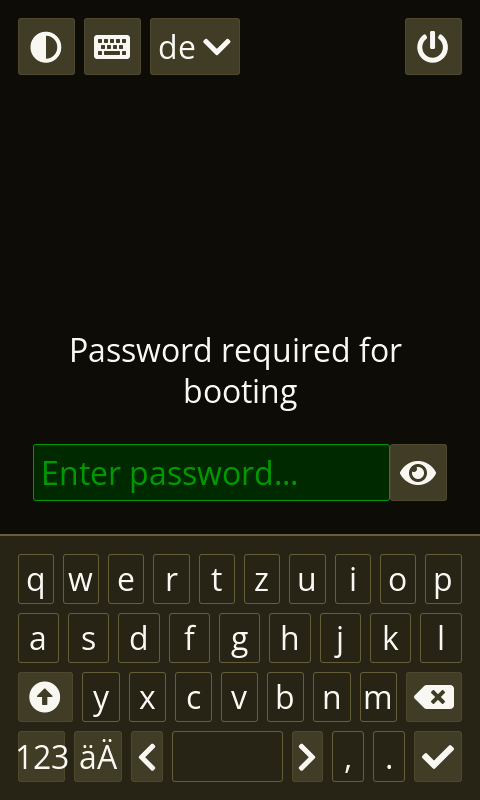 de
Password required for
booting
Enter password...
q w e r t z u i o p
a s d f g h j k l
y x c v b n m
123 äÄ , .